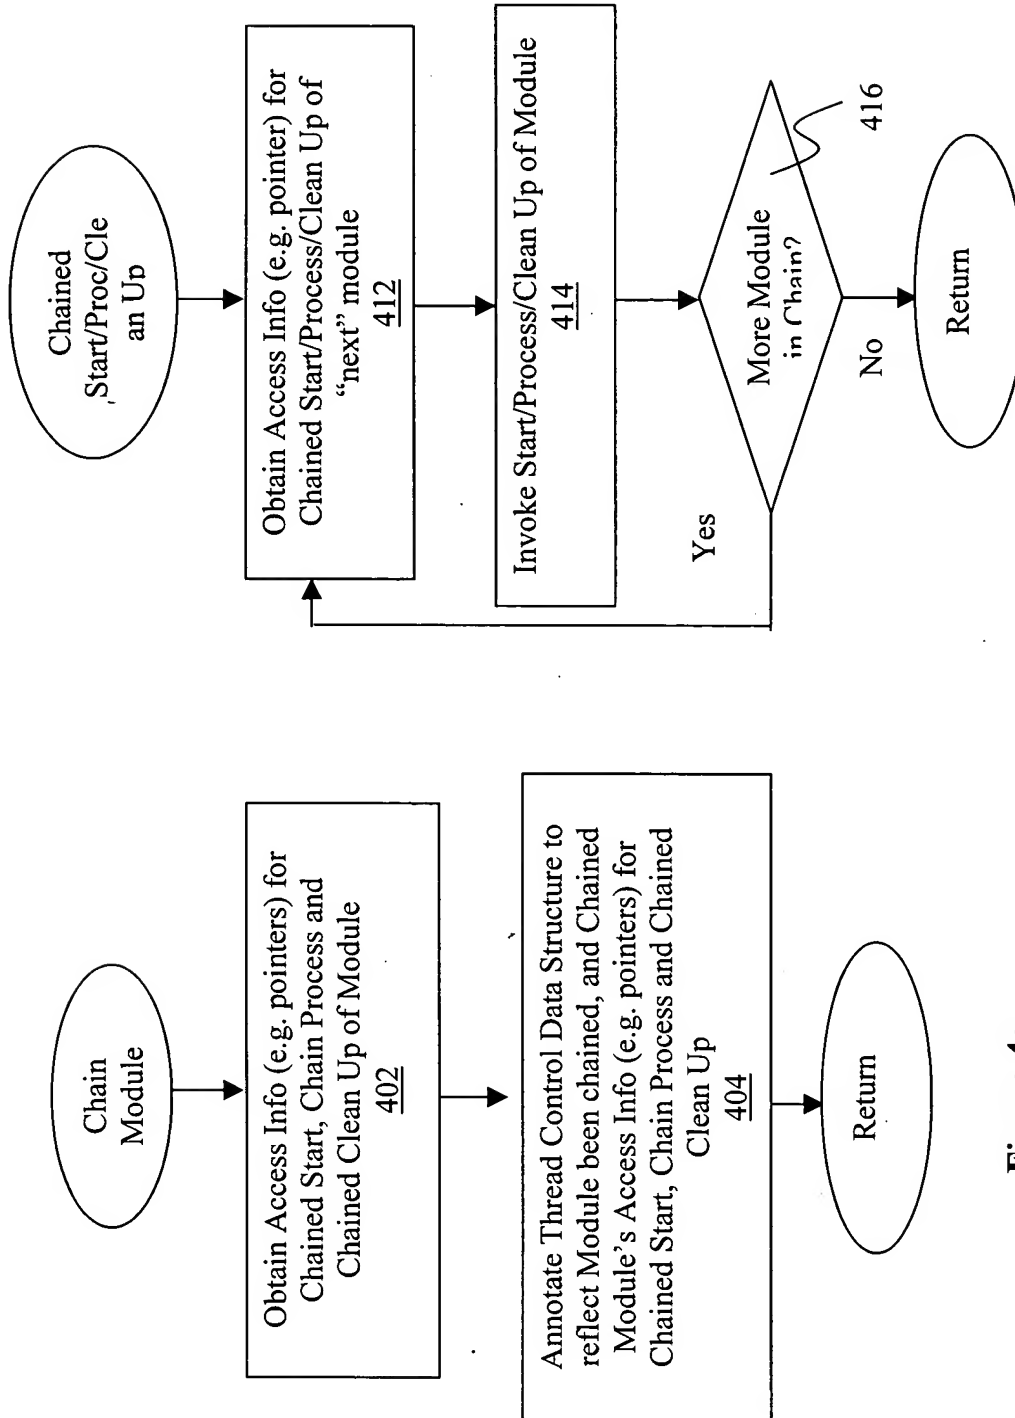 Chain
Module
Obtain Access Info (e.g. pointers) for
Chained Start, Chain Process and
Chained Clean Up of Module
402
Annotate Thread Control Data Structure to
reflect Module been chained, and Chained
Module's Access Info (e.g. pointers) for
Chained Start, Chain Process and Chained
Clean Up
404
Return
Chained
Start/Proc/Cle
an Up
Obtain Access Info (e.g. pointer) for
Chained Start/Process/Clean Up of
“next” module
412
Invoke Start/Process/Clean Up of Module
414
More Module
in Chain?
416
Yes
No
Return